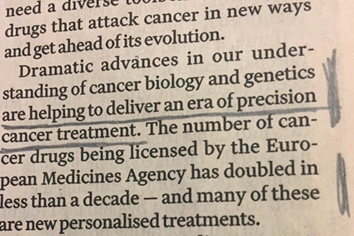 need a diverse
drugs that attack cancer in new ways
and get ahead of its evolution.
Dramatic advances in our under-
standing of cancer biology and genetics
are helping to deliver an era of precision
cancer treatment. The number of can-
cer drugs being licensed by the Euro-
pean Medicines Agency has doubled in
less than a decade — and many of these
are new personalised treatments.